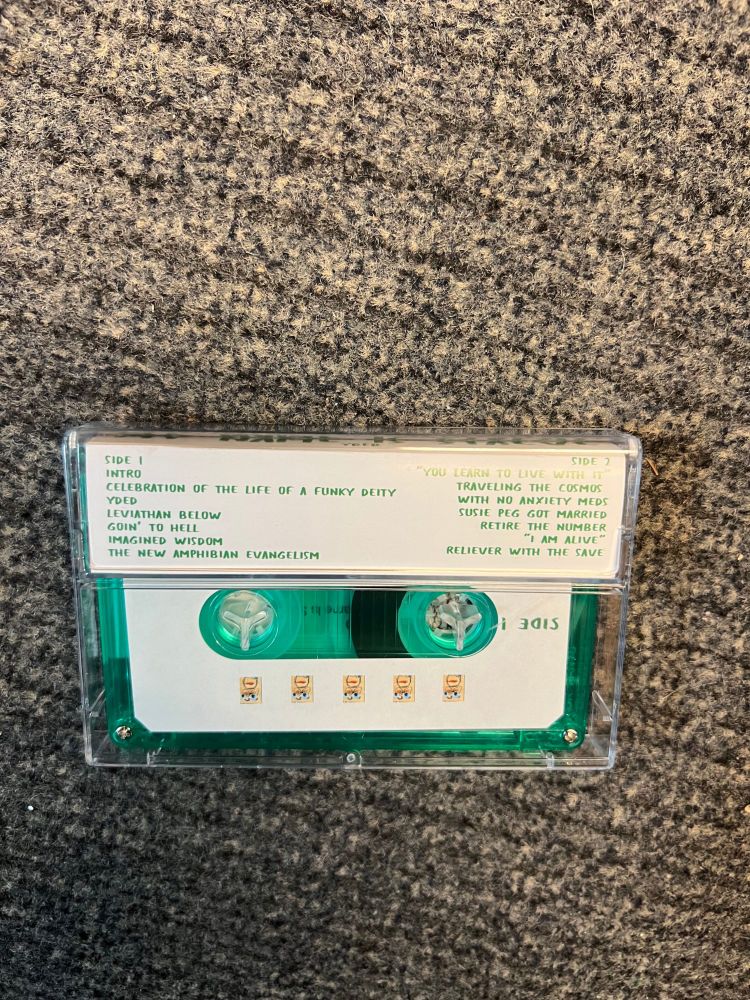 SIDE 1
INTRO
CELEBRATION OF THE LIFE OF A FUNKY DEITY
YDED
LEVIATHAN BELOW
GOIN' TO HELL
IMAGINED WISDOM
THE NEW AMPHIBIAN EVANGELISM
SIDE 2
"YOU LEARN TO LIVE WITH IT"
TRAVELING THE COSMOS
WITH NO ANXIETY MEDS
SUSIE PEG GOT MARRIED
RETIRE THE NUMBER
"I AM ALIVE"
RELIEVER WITH THE SAVE
SIDE 1